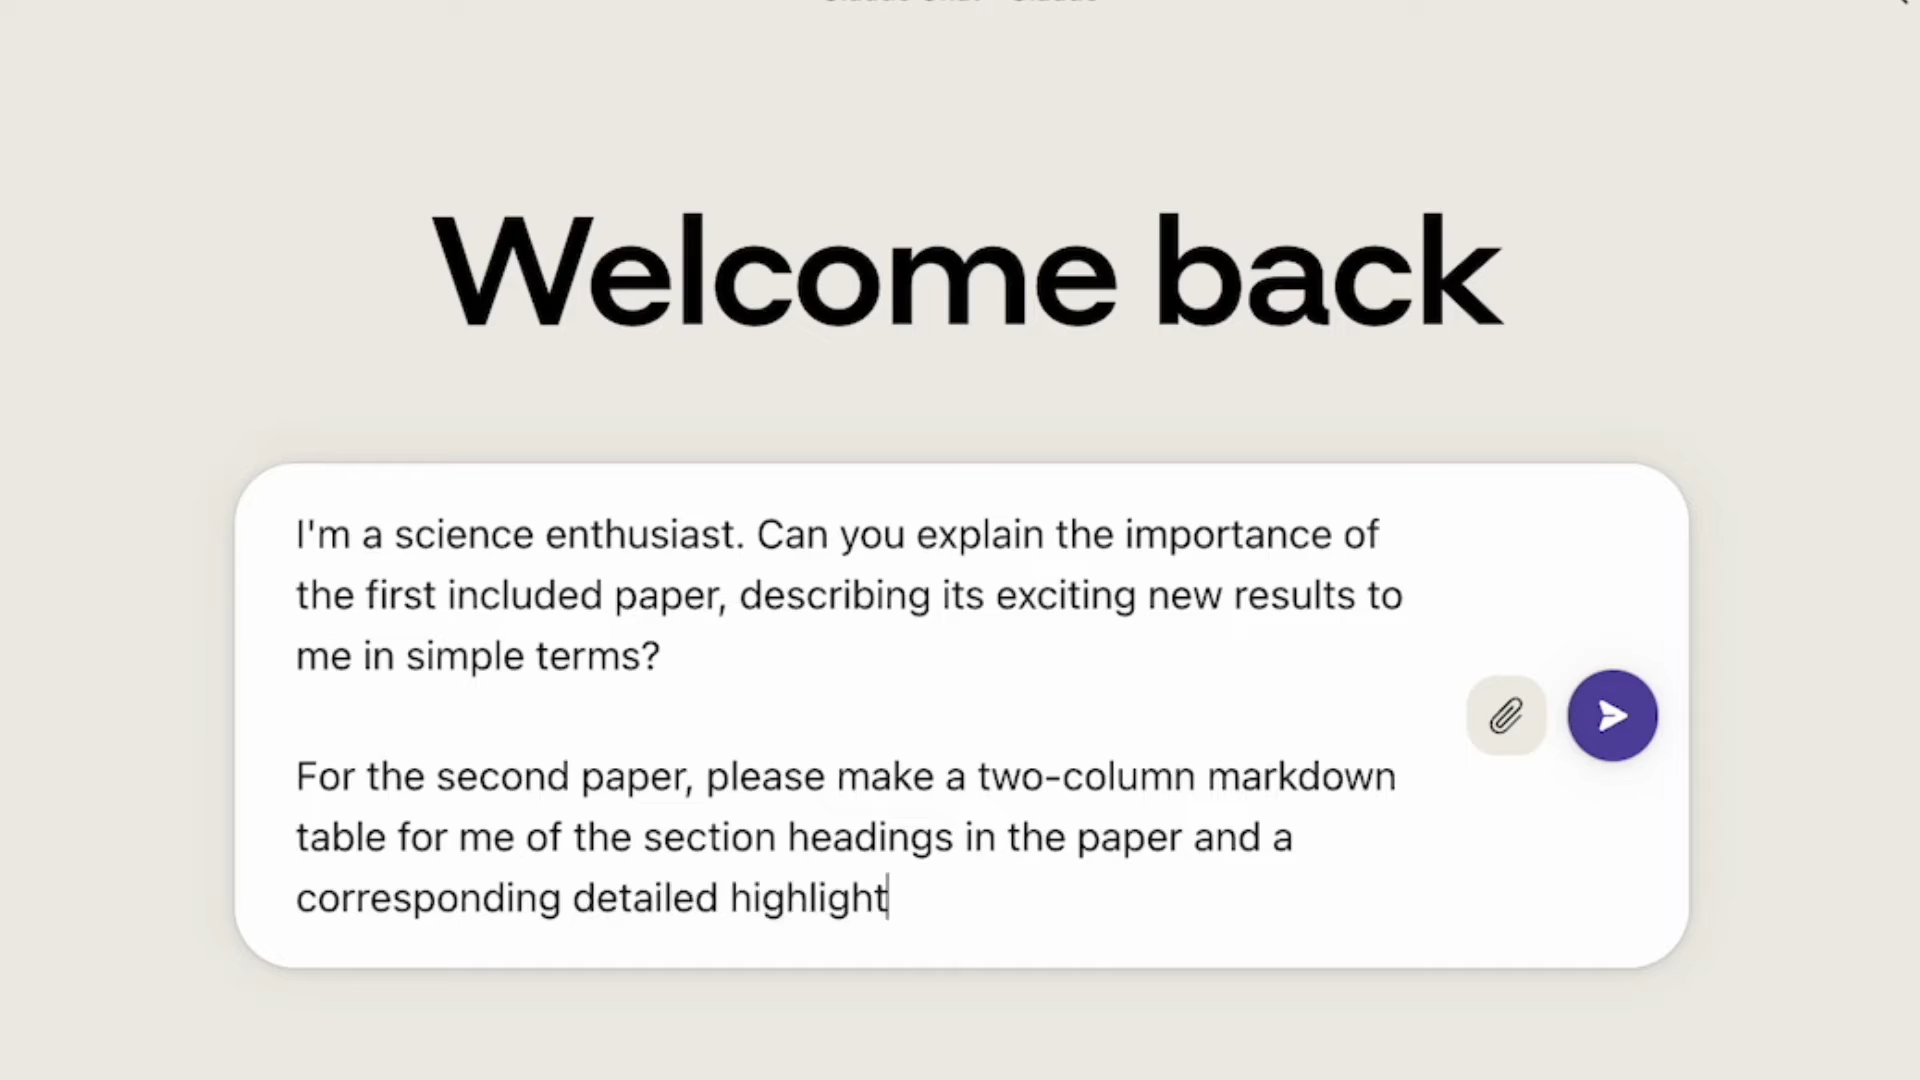 Welcome back
I'm a science enthusiast. Can you explain the importance of
the first included paper, describing its exciting new results to
me in simple terms?
For the second paper, please make a two-column markdown
table for me of the section headings in the paper and a
corresponding detailed highlight